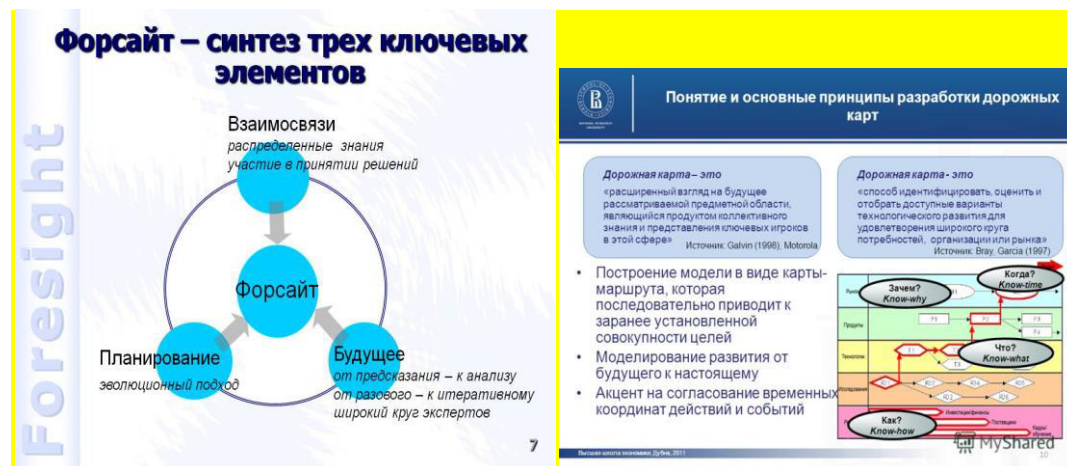 Форсайт – синтез трех ключевых
элементов
Foresight
Взаимосвязи
распределенные знания
участие в принятии решений
Форсайт
Планирование
эволюционный подход
Будущее
от предсказания – к анализу
от разового – к итеративному
широкий круг экспертов
7
Понятие и основные принципы разработки дорожных
карт
Дорожная карта– это
«расширенный взгляд на будущее
рассматриваемой предметной области,
являющийся продуктом коллективного
знания и представления ключевых игроков
в этой сфере»
Источник: Galvin (1998), Motorola
Дорожная карта- это
«способ идентифицировать, оценить и
отобрать доступные варианты
технологического развития для
удовлетворения широкого круга
потребностей, организации или рынка»
Источник: Bray, Garcia (1997)
• Построение модели в виде карты-
маршрута, которая
последовательно приводит к
заранее установленной
совокупности целей
• Моделирование развития от
будущего к настоящему
• Акцент на согласование временных
координат действий и событий
Когда?
Know-time
Зачем?
Know-why
Продукты
Что?
Know-what
Как?
Know-how
Инвестиции/финансы
Поставщики
Кадры/
обучение
MyShared
Высшая школа экономики, Дубна, 2011
10